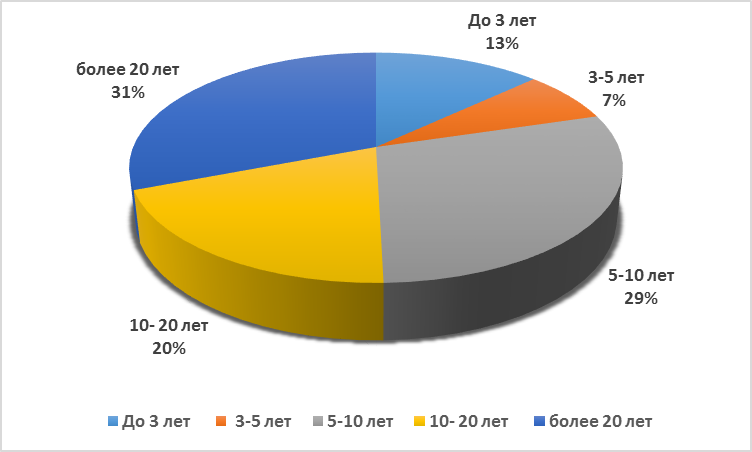 До 3 лет
13%
3-5 лет
7%
5-10 лет
29%
10- 20 лет
20%
более 20 лет
31%
До 3 лет 3-5 лет 5-10 лет 10- 20 лет более 20 лет